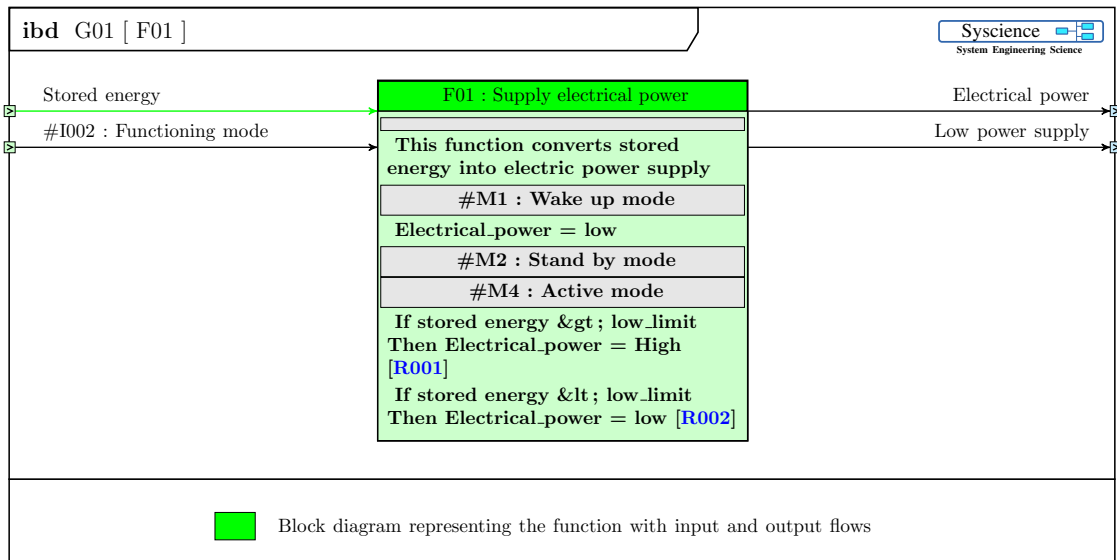 ibd G01 [ F01 ]
Syscience
System Engineering Science
Stored energy
F01 : Supply electrical power
Electrical power
#I002 : Functioning mode
Low power supply
This function converts stored
energy into electric power supply
#M1 : Wake up mode
Electrical_power = low
#M2 : Stand by mode
#M4 : Active mode
If stored energy &gt; low_limit
Then Electrical_power = High
[R001]
If stored energy &lt; low_limit
Then Electrical_power = low [R002]
Block diagram representing the function with input and output flows